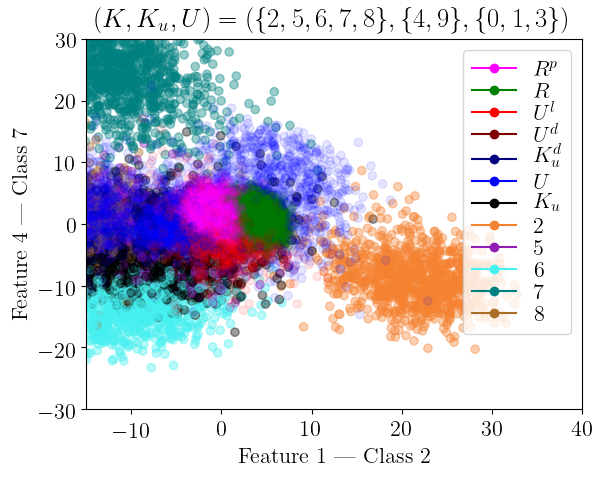 (K, K_u, U) = ({2, 5, 6, 7, 8}, {4, 9}, {0, 1, 3})
30
20
10
0
−10
−20
−30
Feature 4 — Class 7
R^p
R
U^l
U^d
K_u^d
U
K_u
2
5
6
7
8
−10
0
10
20
30
40
Feature 1 — Class 2